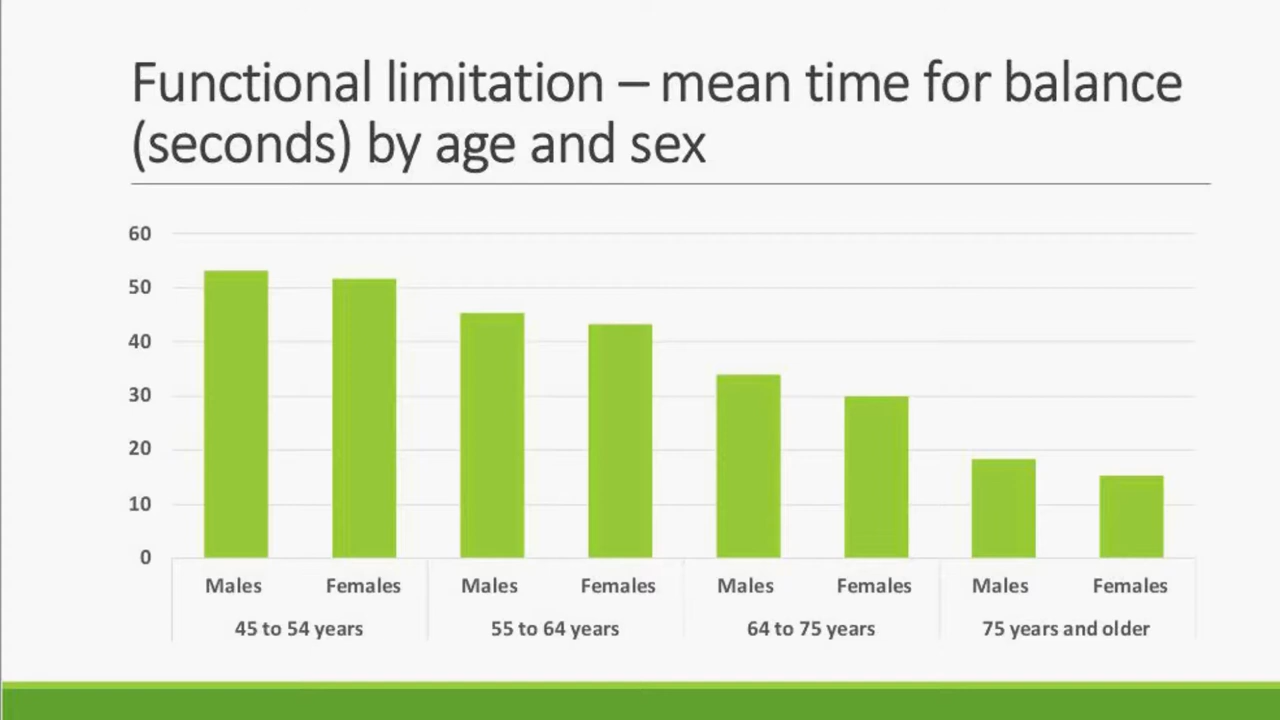 Functional limitation – mean time for balance
(seconds) by age and sex
60
50
40
30
20
10
0
Males Females Males Females Males Females Males Females
45 to 54 years 55 to 64 years 64 to 75 years 75 years and older